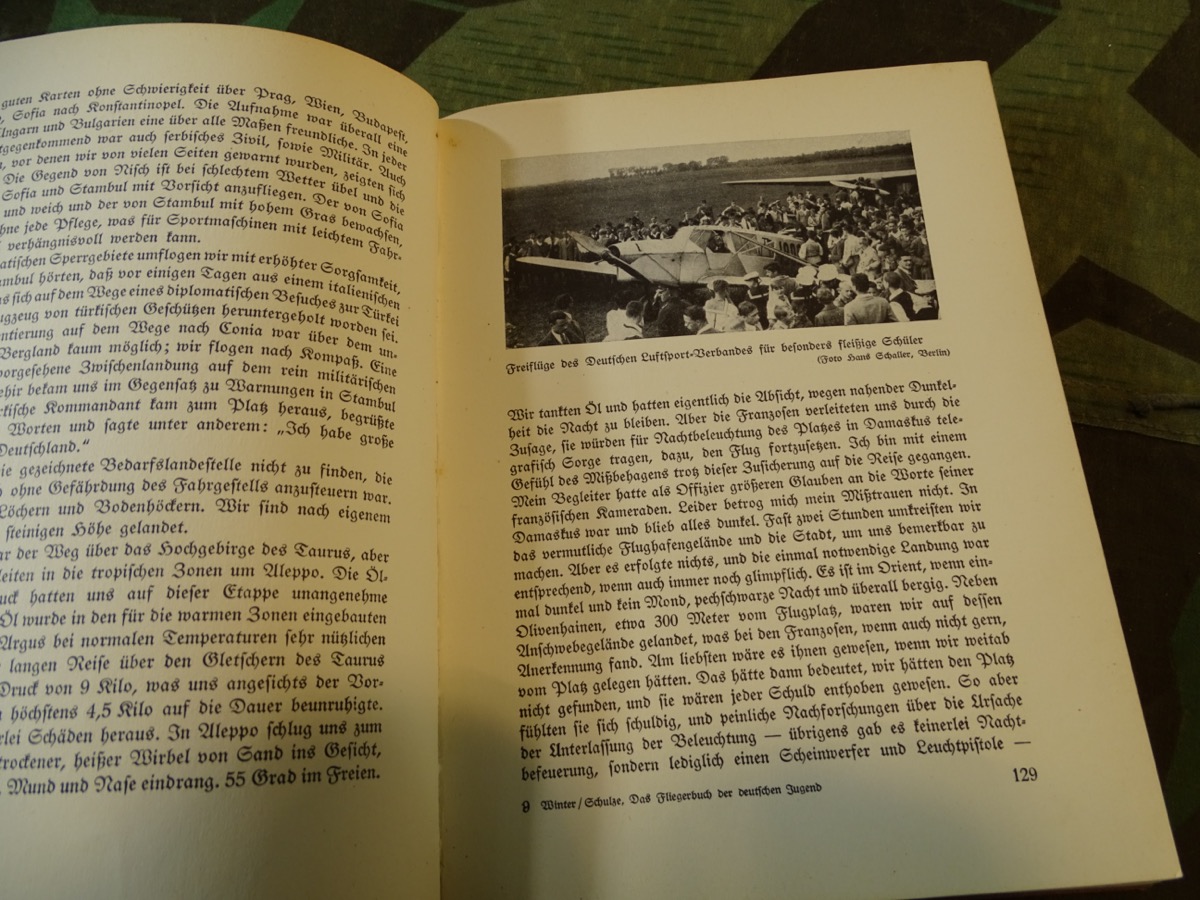 guten Karten ohne Schwierigkeit über Prag, Wien, Budapest,
Sofia nach Konstantinopel. Die Aufnahme war überall eine
Ungarn und Bulgarien eine über alle Maßen freundliche. In jeder
tgegenkommend war auch serbisches Zivil, sowie Militär. Auch
, vor denen wir von vielen Seiten gewarnt wurden, zeigten sich
Die Gegend von Nisch ist bei schlechtem Wetter übel und die
Sofia und Stambul mit Vorsicht anzufliegen. Der von Sofia
und weich und der von Stambul mit hohem Gras bewachsen,
hne jede Pflege, was für Sportmaschinen mit leichtem Fahr-
verhängnisvoll werden kann.
atischen Sperrgebiete umflogen wir mit erhöhter Sorgsamkeit,
mbul hörten, daß vor einigen Tagen aus einem italienischen
as sich auf dem Wege eines diplomatischen Besuches zur Türkei
ugzeug von türkischen Geschützen heruntergeholt worden sei.
entierung auf dem Wege nach Conia war über dem un-
Bergland kaum möglich; wir flogen nach Kompaß. Eine
vorgesehene Zwischenlandung auf dem rein militärischen
ehir bekam uns im Gegensatz zu Warnungen in Stambul
rkische Kommandant kam zum Platz heraus, begrüßte
Worten und sagte unter anderem: „Ich habe große
Deutschland.“
ie gezeichnete Bedarfslandestelle nicht zu finden, die
ohne Gefährdung des Fahrgestells anzusteuern war.
Löchern und Bodenhöckern. Wir sind nach eigenem
steinigen Höhe gelandet.
ar der Weg über das Hochgebirge des Taurus, aber
leiten in die tropischen Zonen um Aleppo. Die Öl-
uck hatten uns auf dieser Etappe unangenehme
Öl wurde in den für die warmen Zonen eingebauten
Argus bei normalen Temperaturen sehr nützlichen
langen Reise über den Gletschern des Taurus
Druck von 9 Kilo, was uns angesichts der Vor-
höchstens 4,5 Kilo auf die Dauer beunruhigte.
rlei Schäden heraus. In Aleppo schlug uns zum
trockener, heißer Wirbel von Sand ins Gesicht,
Mund und Nase eindrang. 55 Grad im Freien.
Freiflüge des Deutschen Luftsport-Verbandes für besonders fleißige Schüler
(Foto Hans Schaller, Berlin)
Wir tankten Öl und hatten eigentlich die Absicht, wegen nahender Dunkel-
heit die Nacht zu bleiben. Aber die Franzosen verleiteten uns durch die
Zusage, sie würden für Nachtbeleuchtung des Platzes in Damaskus tele-
grafisch Sorge tragen, dazu, den Flug fortzusetzen. Ich bin mit einem
Gefühl des Mißbehagens trotz dieser Zusicherung auf die Reise gegangen.
Mein Begleiter hatte als Offizier größeren Glauben an die Worte seiner
französischen Kameraden. Leider betrog mich mein Mißtrauen nicht. In
Damaskus war und blieb alles dunkel. Fast zwei Stunden umkreisten wir
das vermutliche Flughafengelände und die Stadt, um uns bemerkbar zu
machen. Aber es erfolgte nichts, und die einmal notwendige Landung war
entsprechend, wenn auch immer noch glimpflich. Es ist im Orient, wenn ein-
mal dunkel und kein Mond, pechschwarze Nacht und überall bergig. Neben
Olivenhainen, etwa 300 Meter vom Flugplatz, waren wir auf dessen
Anschwebegelände gelandet, was bei den Franzosen, wenn auch nicht gern,
Anerkennung fand. Am liebsten wäre es ihnen gewesen, wenn wir weitab
vom Platz gelegen hätten. Das hätte dann bedeutet, wir hätten den Platz
nicht gefunden, und sie wären jeder Schuld enthoben gewesen. So aber
fühlten sie sich schuldig, und peinliche Nachforschungen über die Ursache
der Unterlassung der Beleuchtung — übrigens gab es keinerlei Nacht-
befeuerung, sondern lediglich einen Scheinwerfer und Leuchtpistole —
9 Winter/Schulze, Das Fliegerbuch der deutschen Jugend
129